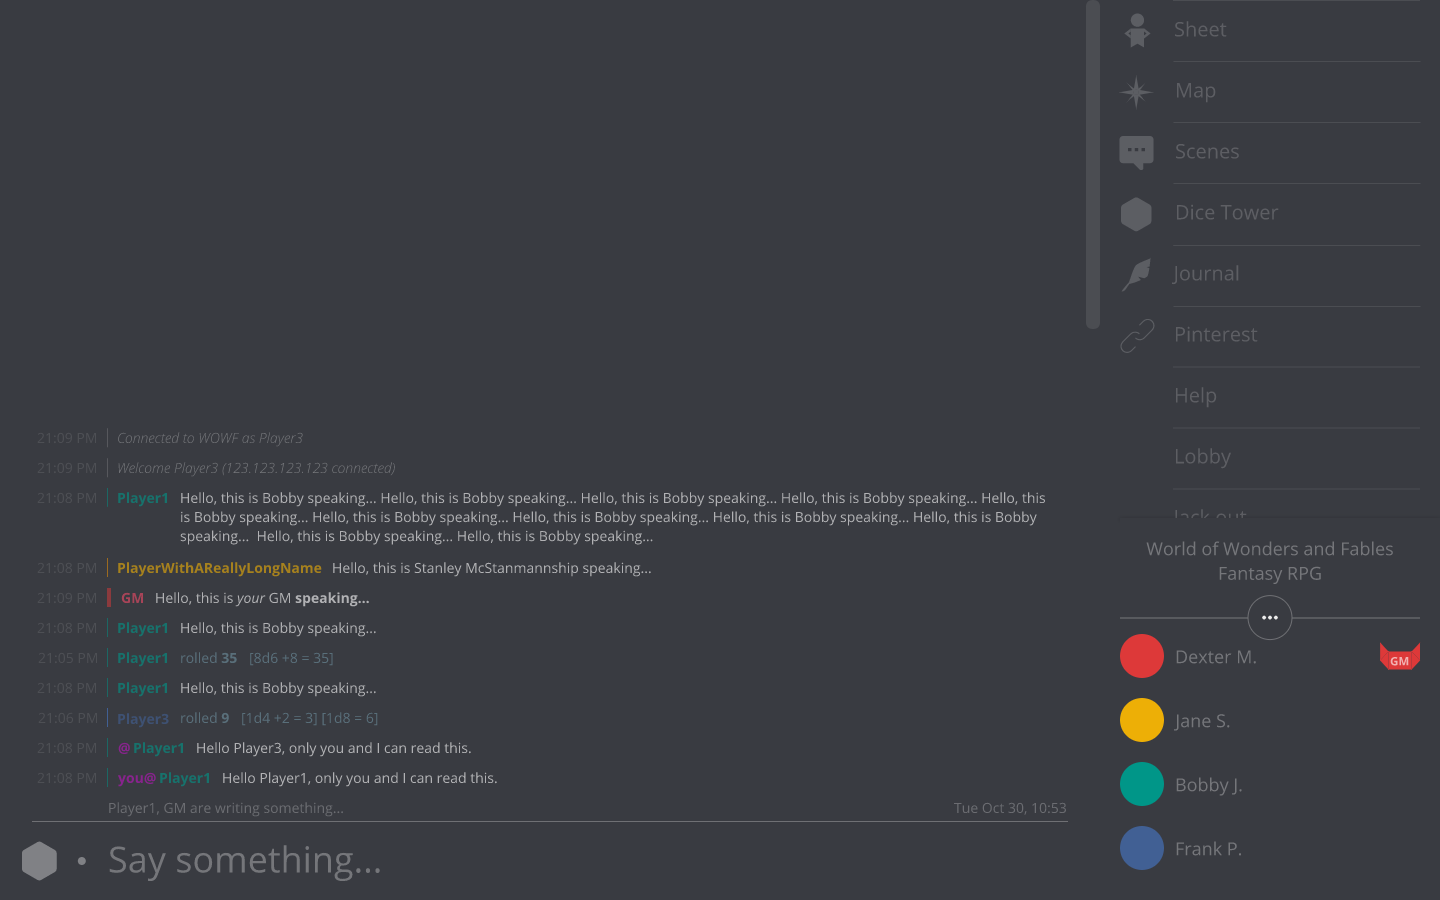 21:09 PM Connected to WOWF as Player3
21:09 PM Welcome Player3 (123.123.123.123 connected)
21:08 PM Player1 Hello, this is Bobby speaking... Hello, this is Bobby speaking... Hello, this is Bobby speaking... Hello, this is Bobby speaking... Hello, this
is Bobby speaking... Hello, this is Bobby speaking... Hello, this is Bobby speaking... Hello, this is Bobby speaking... Hello, this is Bobby
speaking... Hello, this is Bobby speaking... Hello, this is Bobby speaking...
21:08 PM PlayerWithAReallyLongName Hello, this is Stanley McStanmannship speaking...
21:09 PM GM Hello, this is your GM speaking...
21:08 PM Player1 Hello, this is Bobby speaking...
21:05 PM Player1 rolled 35 [8d6 +8 = 35]
21:08 PM Player1 Hello, this is Bobby speaking...
21:06 PM Player3 rolled 9 [1d4 +2 = 3] [1d8 = 6]
21:08 PM @Player1 Hello Player3, only you and I can read this.
21:08 PM you@Player1 Hello Player1, only you and I can read this.
Player1, GM are writing something... Tue Oct 30, 10:53
Say something...
Sheet
Map
Scenes
Dice Tower
Journal
Pinterest
Help
Lobby
Jack out
World of Wonders and Fables
Fantasy RPG
Dexter M. GM
Jane S.
Bobby J.
Frank P.